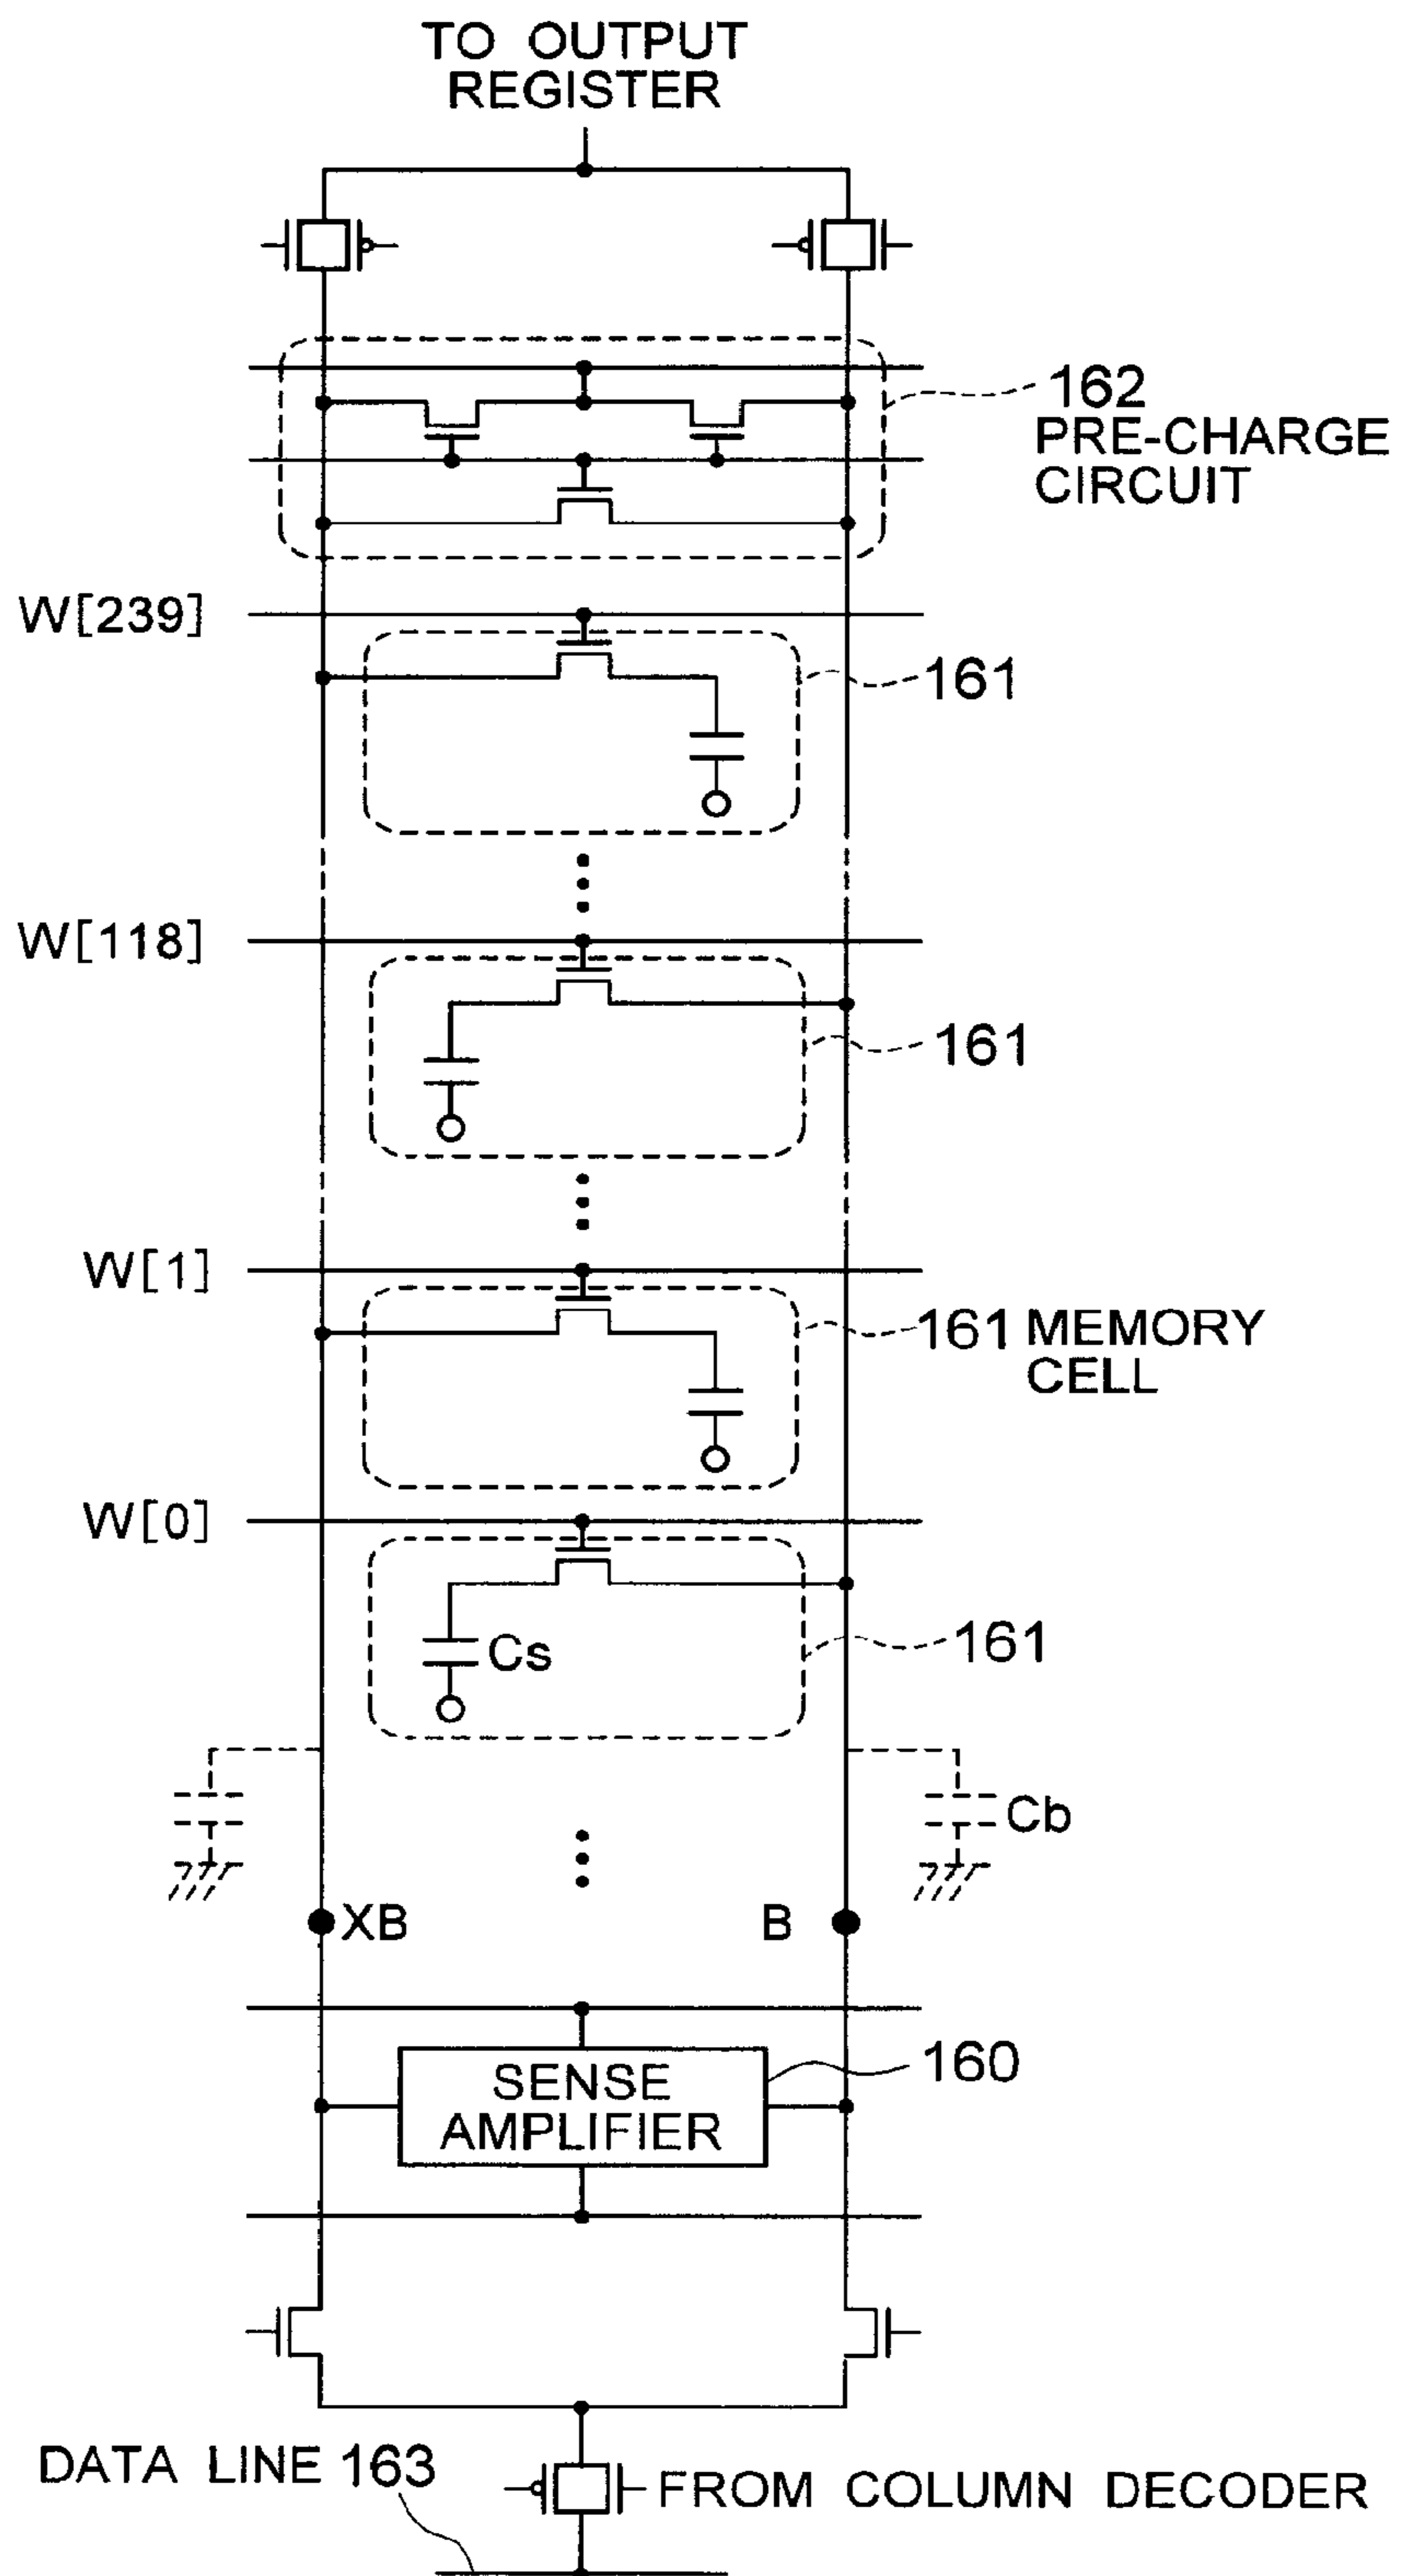 TO OUTPUT
REGISTER
162
PRE-CHARGE
CIRCUIT
W[239]
161
W[118]
161
W[1]
161 MEMORY
CELL
W[0]
Cs
161
Cb
XB
B
160
SENSE
AMPLIFIER
DATA LINE 163
FROM COLUMN DECODER